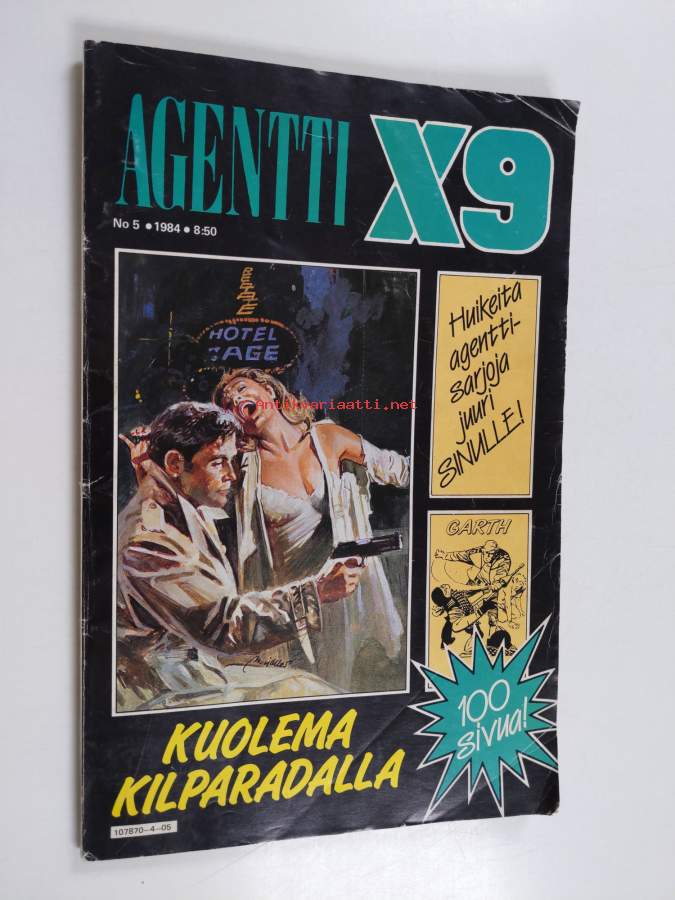 AGENTTI X9
No 5 • 1984 • 8:50
HOTEL
CAGE
Huikeita
agentti-
sarjoja
juuri
SINULLE!
Antikvariaatti.net
GARTH
100
sivua!
KUOLEMA
KILPARADALLA
107870-4-05